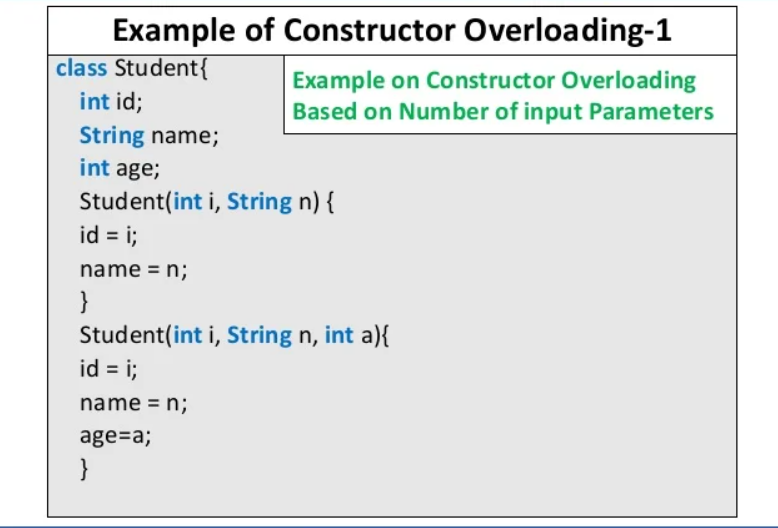 Example of Constructor Overloading-1
class Student{
Example on Constructor Overloading
Based on Number of input Parameters
int id;
String name;
int age;
Student(int i, String n) {
id = i;
name = n;
}
Student(int i, String n, int a){
id = i;
name = n;
age=a;
}